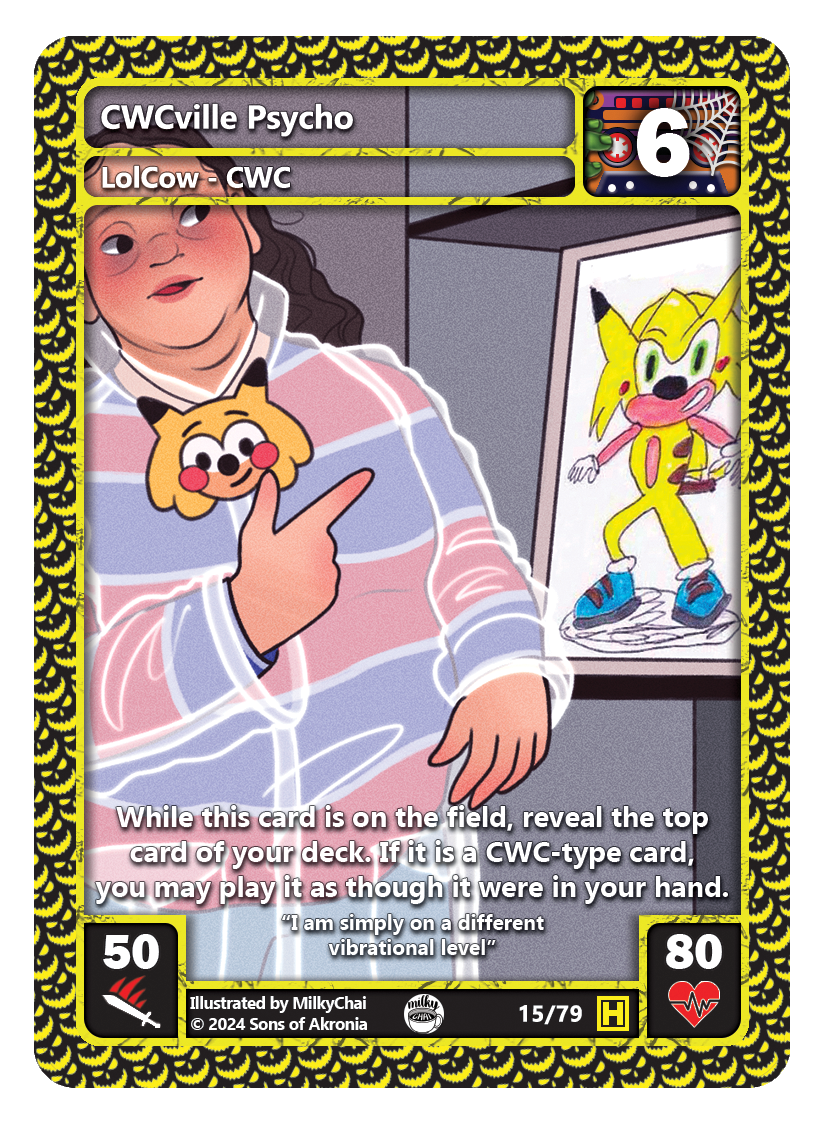 CWCville Psycho
6
LolCow - CWC
While this card is on the field, reveal the top
card of your deck. If it is a CWC-type card,
you may play it as though it were in your hand.
“I am simply on a different
vibrational level”
50
80
Illustrated by MilkyChai
© 2024 Sons of Akronia
milky
CHAI
15/79
H